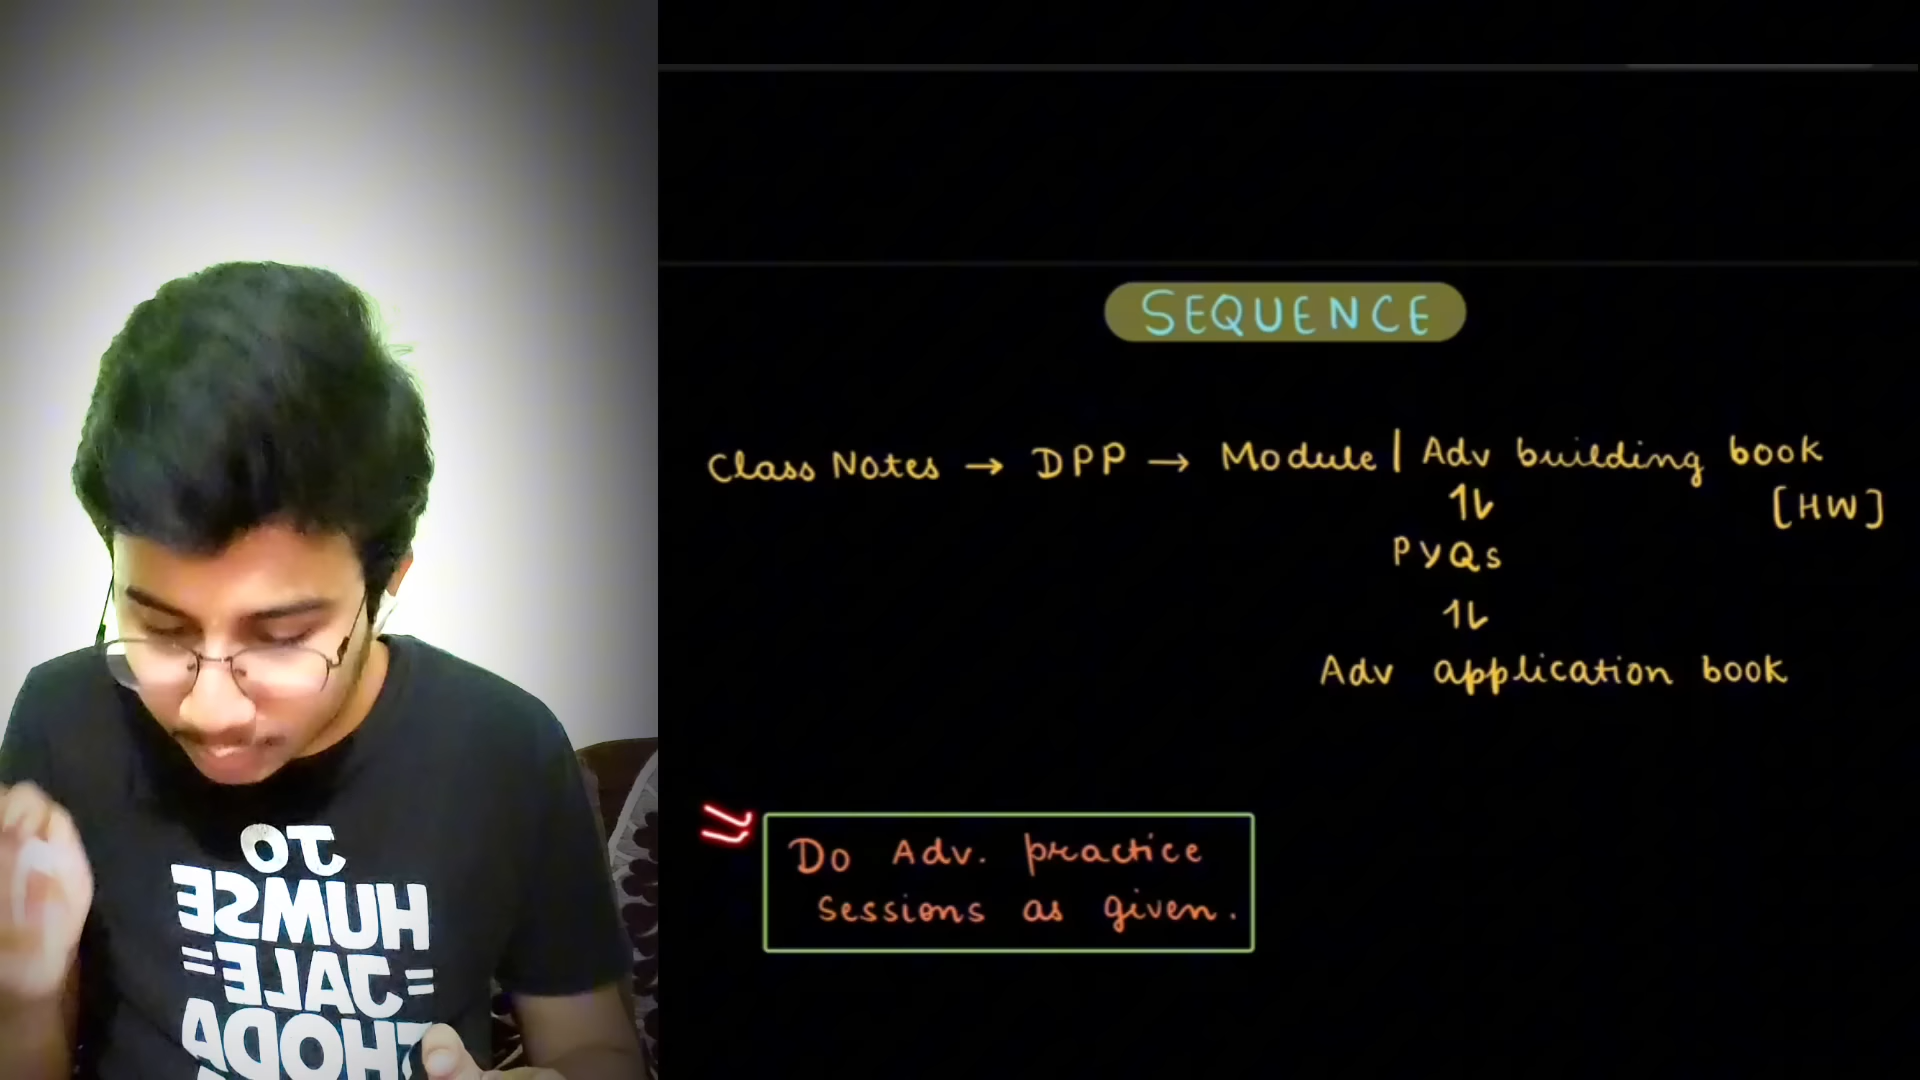 SEQUENCE
Class Notes → DPP → Module | Adv building book
[HW]
↿⇂
PYQs
↿⇂
Adv application book
Do Adv. practice
sessions as given.
TO
HUMSE
=JALE=
THODA